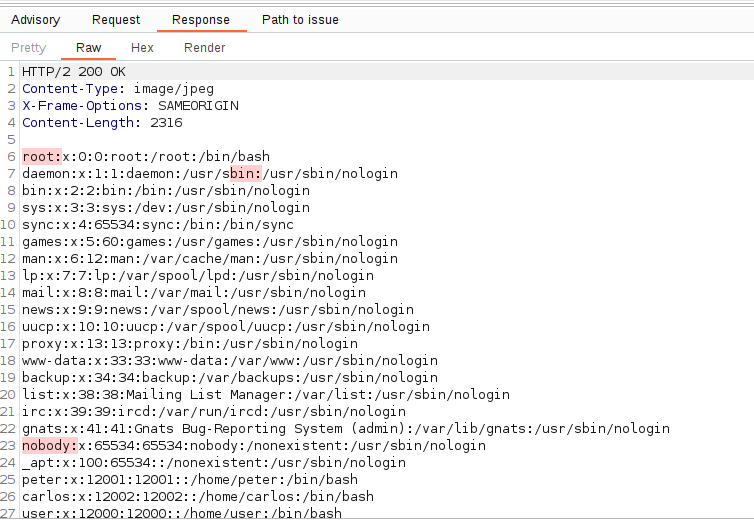 Advisory Request Response Path to issue
Pretty Raw Hex Render
1 HTTP/2 200 OK
2 Content-Type: image/jpeg
3 X-Frame-Options: SAMEORIGIN
4 Content-Length: 2316
5
6 root:x:0:0:root:/root:/bin/bash
7 daemon:x:1:1:daemon:/usr/sbin:/usr/sbin/nologin
8 bin:x:2:2:bin:/bin:/usr/sbin/nologin
9 sys:x:3:3:sys:/dev:/usr/sbin/nologin
10 sync:x:4:65534:sync:/bin:/bin/sync
11 games:x:5:60:games:/usr/games:/usr/sbin/nologin
12 man:x:6:12:man:/var/cache/man:/usr/sbin/nologin
13 lp:x:7:7:lp:/var/spool/lpd:/usr/sbin/nologin
14 mail:x:8:8:mail:/var/mail:/usr/sbin/nologin
15 news:x:9:9:news:/var/spool/news:/usr/sbin/nologin
16 uucp:x:10:10:uucp:/var/spool/uucp:/usr/sbin/nologin
17 proxy:x:13:13:proxy:/bin:/usr/sbin/nologin
18 www-data:x:33:33:www-data:/var/www:/usr/sbin/nologin
19 backup:x:34:34:backup:/var/backups:/usr/sbin/nologin
20 list:x:38:38:Mailing List Manager:/var/list:/usr/sbin/nologin
21 irc:x:39:39:ircd:/var/run/ircd:/usr/sbin/nologin
22 gnats:x:41:41:Gnats Bug-Reporting System (admin):/var/lib/gnats:/usr/sbin/nologin
23 nobody:x:65534:65534:nobody:/nonexistent:/usr/sbin/nologin
24 _apt:x:100:65534::/nonexistent:/usr/sbin/nologin
25 peter:x:12001:12001::/home/peter:/bin/bash
26 carlos:x:12002:12002::/home/carlos:/bin/bash
27 user:x:12000:12000::/home/user:/bin/bash